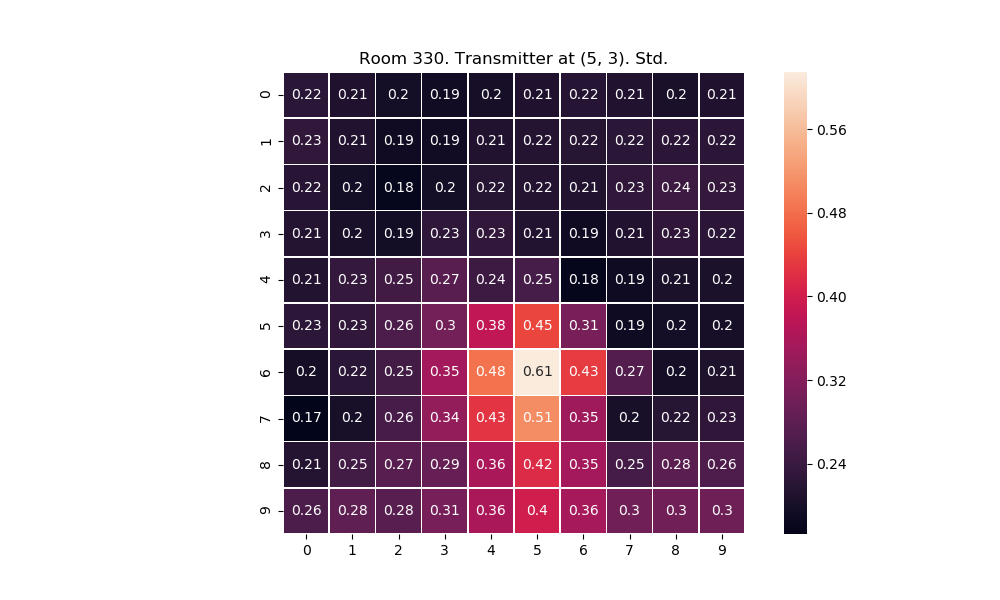 Room 330. Transmitter at (5, 3). Std.
0 0.22 0.21 0.2 0.19 0.2 0.21 0.22 0.21 0.2 0.21
0.56
1 0.23 0.21 0.19 0.19 0.21 0.22 0.22 0.22 0.22 0.22
2 0.22 0.2 0.18 0.2 0.22 0.22 0.21 0.23 0.24 0.23
0.48
3 0.21 0.2 0.19 0.23 0.23 0.21 0.19 0.21 0.23 0.22
4 0.21 0.23 0.25 0.27 0.24 0.25 0.18 0.19 0.21 0.2
0.40
5 0.23 0.23 0.26 0.3 0.38 0.45 0.31 0.19 0.2 0.2
6 0.2 0.22 0.25 0.35 0.48 0.61 0.43 0.27 0.2 0.21
0.32
7 0.17 0.2 0.26 0.34 0.43 0.51 0.35 0.2 0.22 0.23
8 0.21 0.25 0.27 0.29 0.36 0.42 0.35 0.25 0.28 0.26
0.24
9 0.26 0.28 0.28 0.31 0.36 0.4 0.36 0.3 0.3 0.3
0 1 2 3 4 5 6 7 8 9